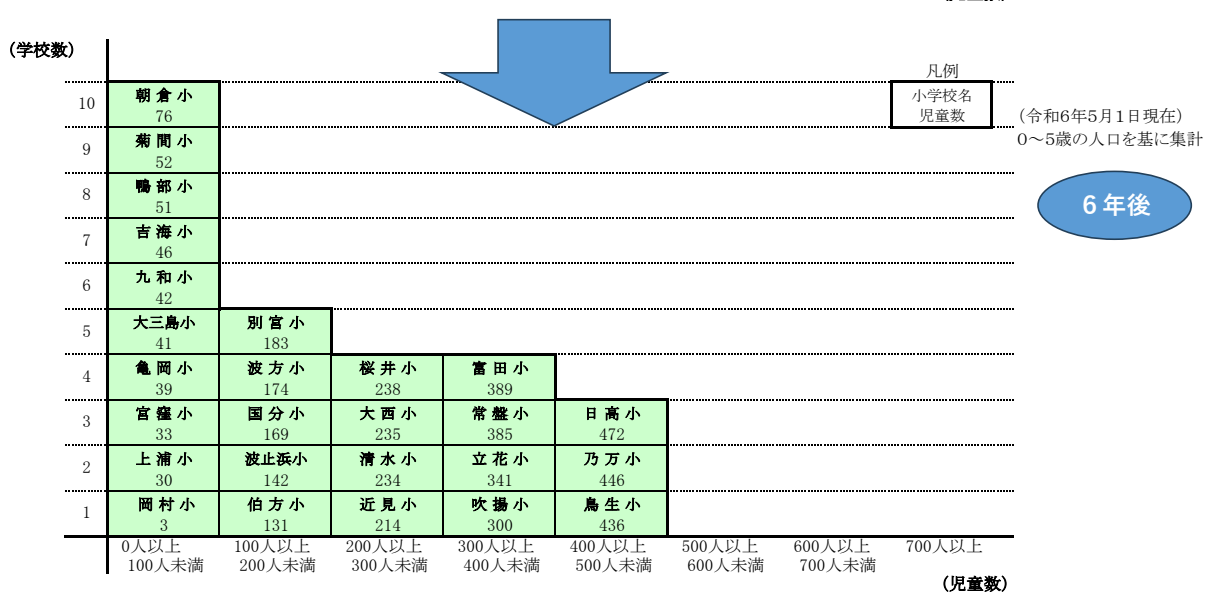 (学校数)
凡例
小学校名
児童数
(令和6年5月1日現在)
0～5歳の人口を基に集計
６年後
10
朝 倉 小
76
9
菊 間 小
52
8
鴨 部 小
51
7
吉 海 小
46
6
九 和 小
42
5
大三島小
41
別 宮 小
183
4
亀 岡 小
39
波 方 小
174
桜 井 小
238
富 田 小
389
3
宮 窪 小
33
国 分 小
169
大 西 小
235
常 盤 小
385
日 高 小
472
2
上 浦 小
30
波止浜小
142
清 水 小
234
立 花 小
341
乃 万 小
446
1
岡 村 小
3
伯 方 小
131
近 見 小
214
吹 揚 小
300
鳥 生 小
436
0人以上
100人未満
100人以上
200人未満
200人以上
300人未満
300人以上
400人未満
400人以上
500人未満
500人以上
600人未満
600人以上
700人未満
700人以上
(児童数)